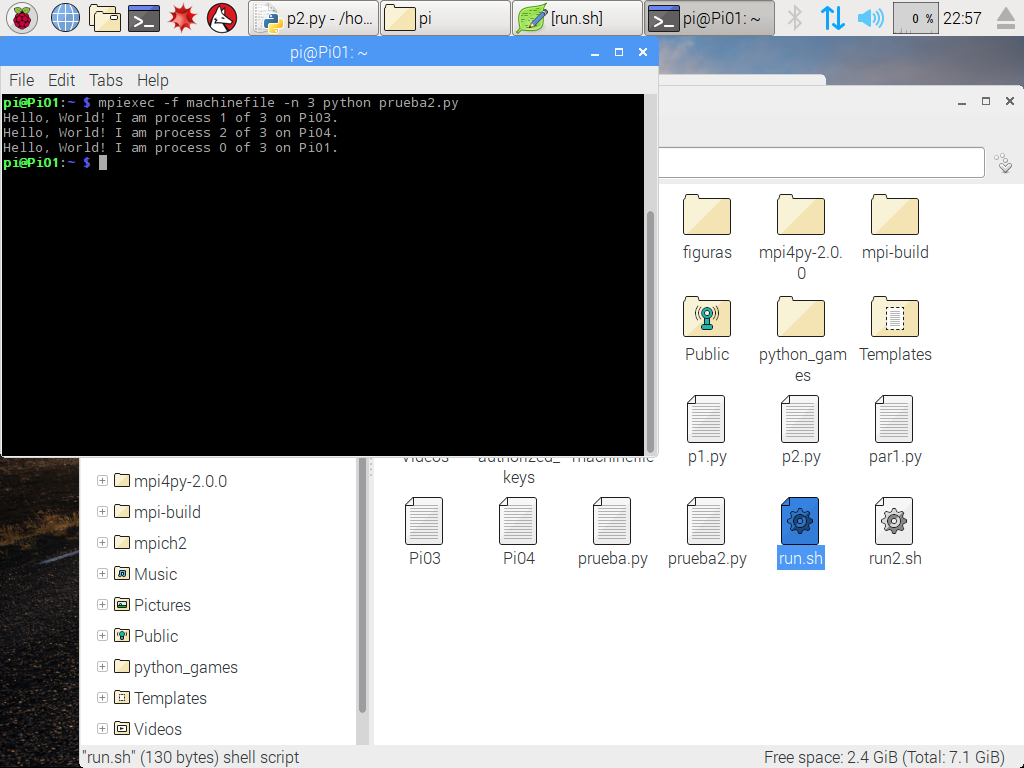 p2.py - /ho...
pi
[run.sh]
pi@Pi01: ~
0 %
22:57
pi@Pi01: ~
File Edit Tabs Help
pi@Pi01:~ $ mpiexec -f machinefile -n 3 python prueba2.py
Hello, World! I am process 1 of 3 on Pi03.
Hello, World! I am process 2 of 3 on Pi04.
Hello, World! I am process 0 of 3 on Pi01.
pi@Pi01:~ $
figuras
mpi4py-2.0.
0
mpi-build
Public
python_gam
es
Templates
Videos
authorized_
keys
machinefile
p1.py
p2.py
par1.py
Pi03
Pi04
prueba.py
prueba2.py
run.sh
run2.sh
mpi4py-2.0.0
mpi-build
mpich2
Music
Pictures
Public
python_games
Templates
Videos
"run.sh" (130 bytes) shell script
Free space: 2.4 GiB (Total: 7.1 GiB)